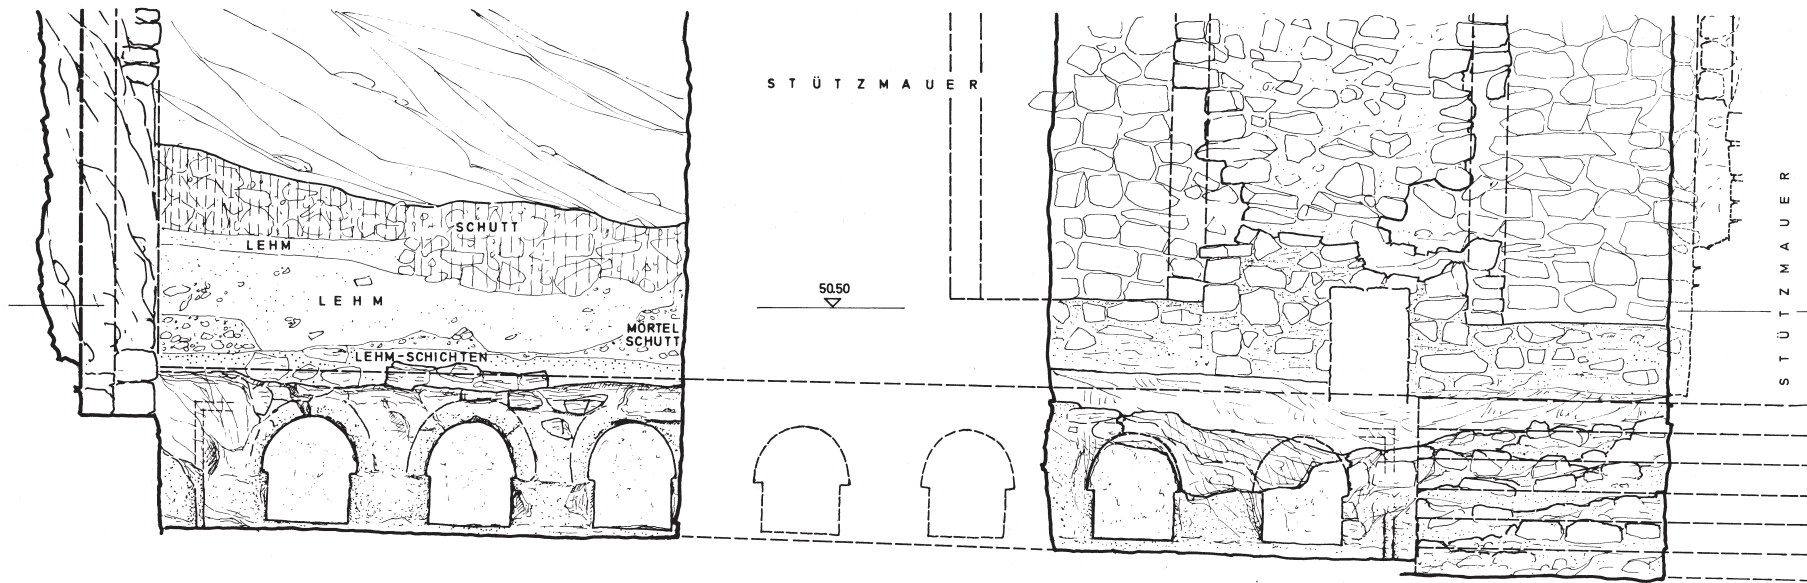 STÜTZMAUER
SCHUTT
LEHM
LEHM
50.50
MÖRTEL
SCHUTT
LEHM-SCHICHTEN
STÜTZMAUER